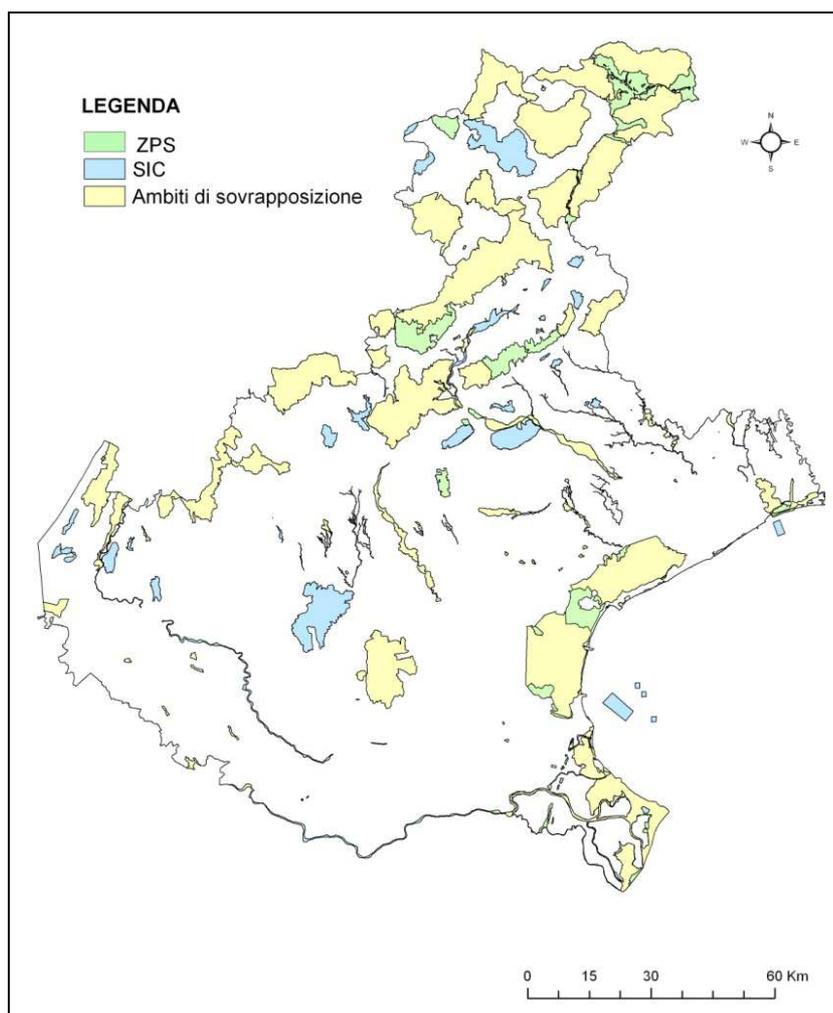 LEGENDA
ZPS
SIC
Ambiti di sovrapposizione
N
W E
S
0 15 30 60 Km